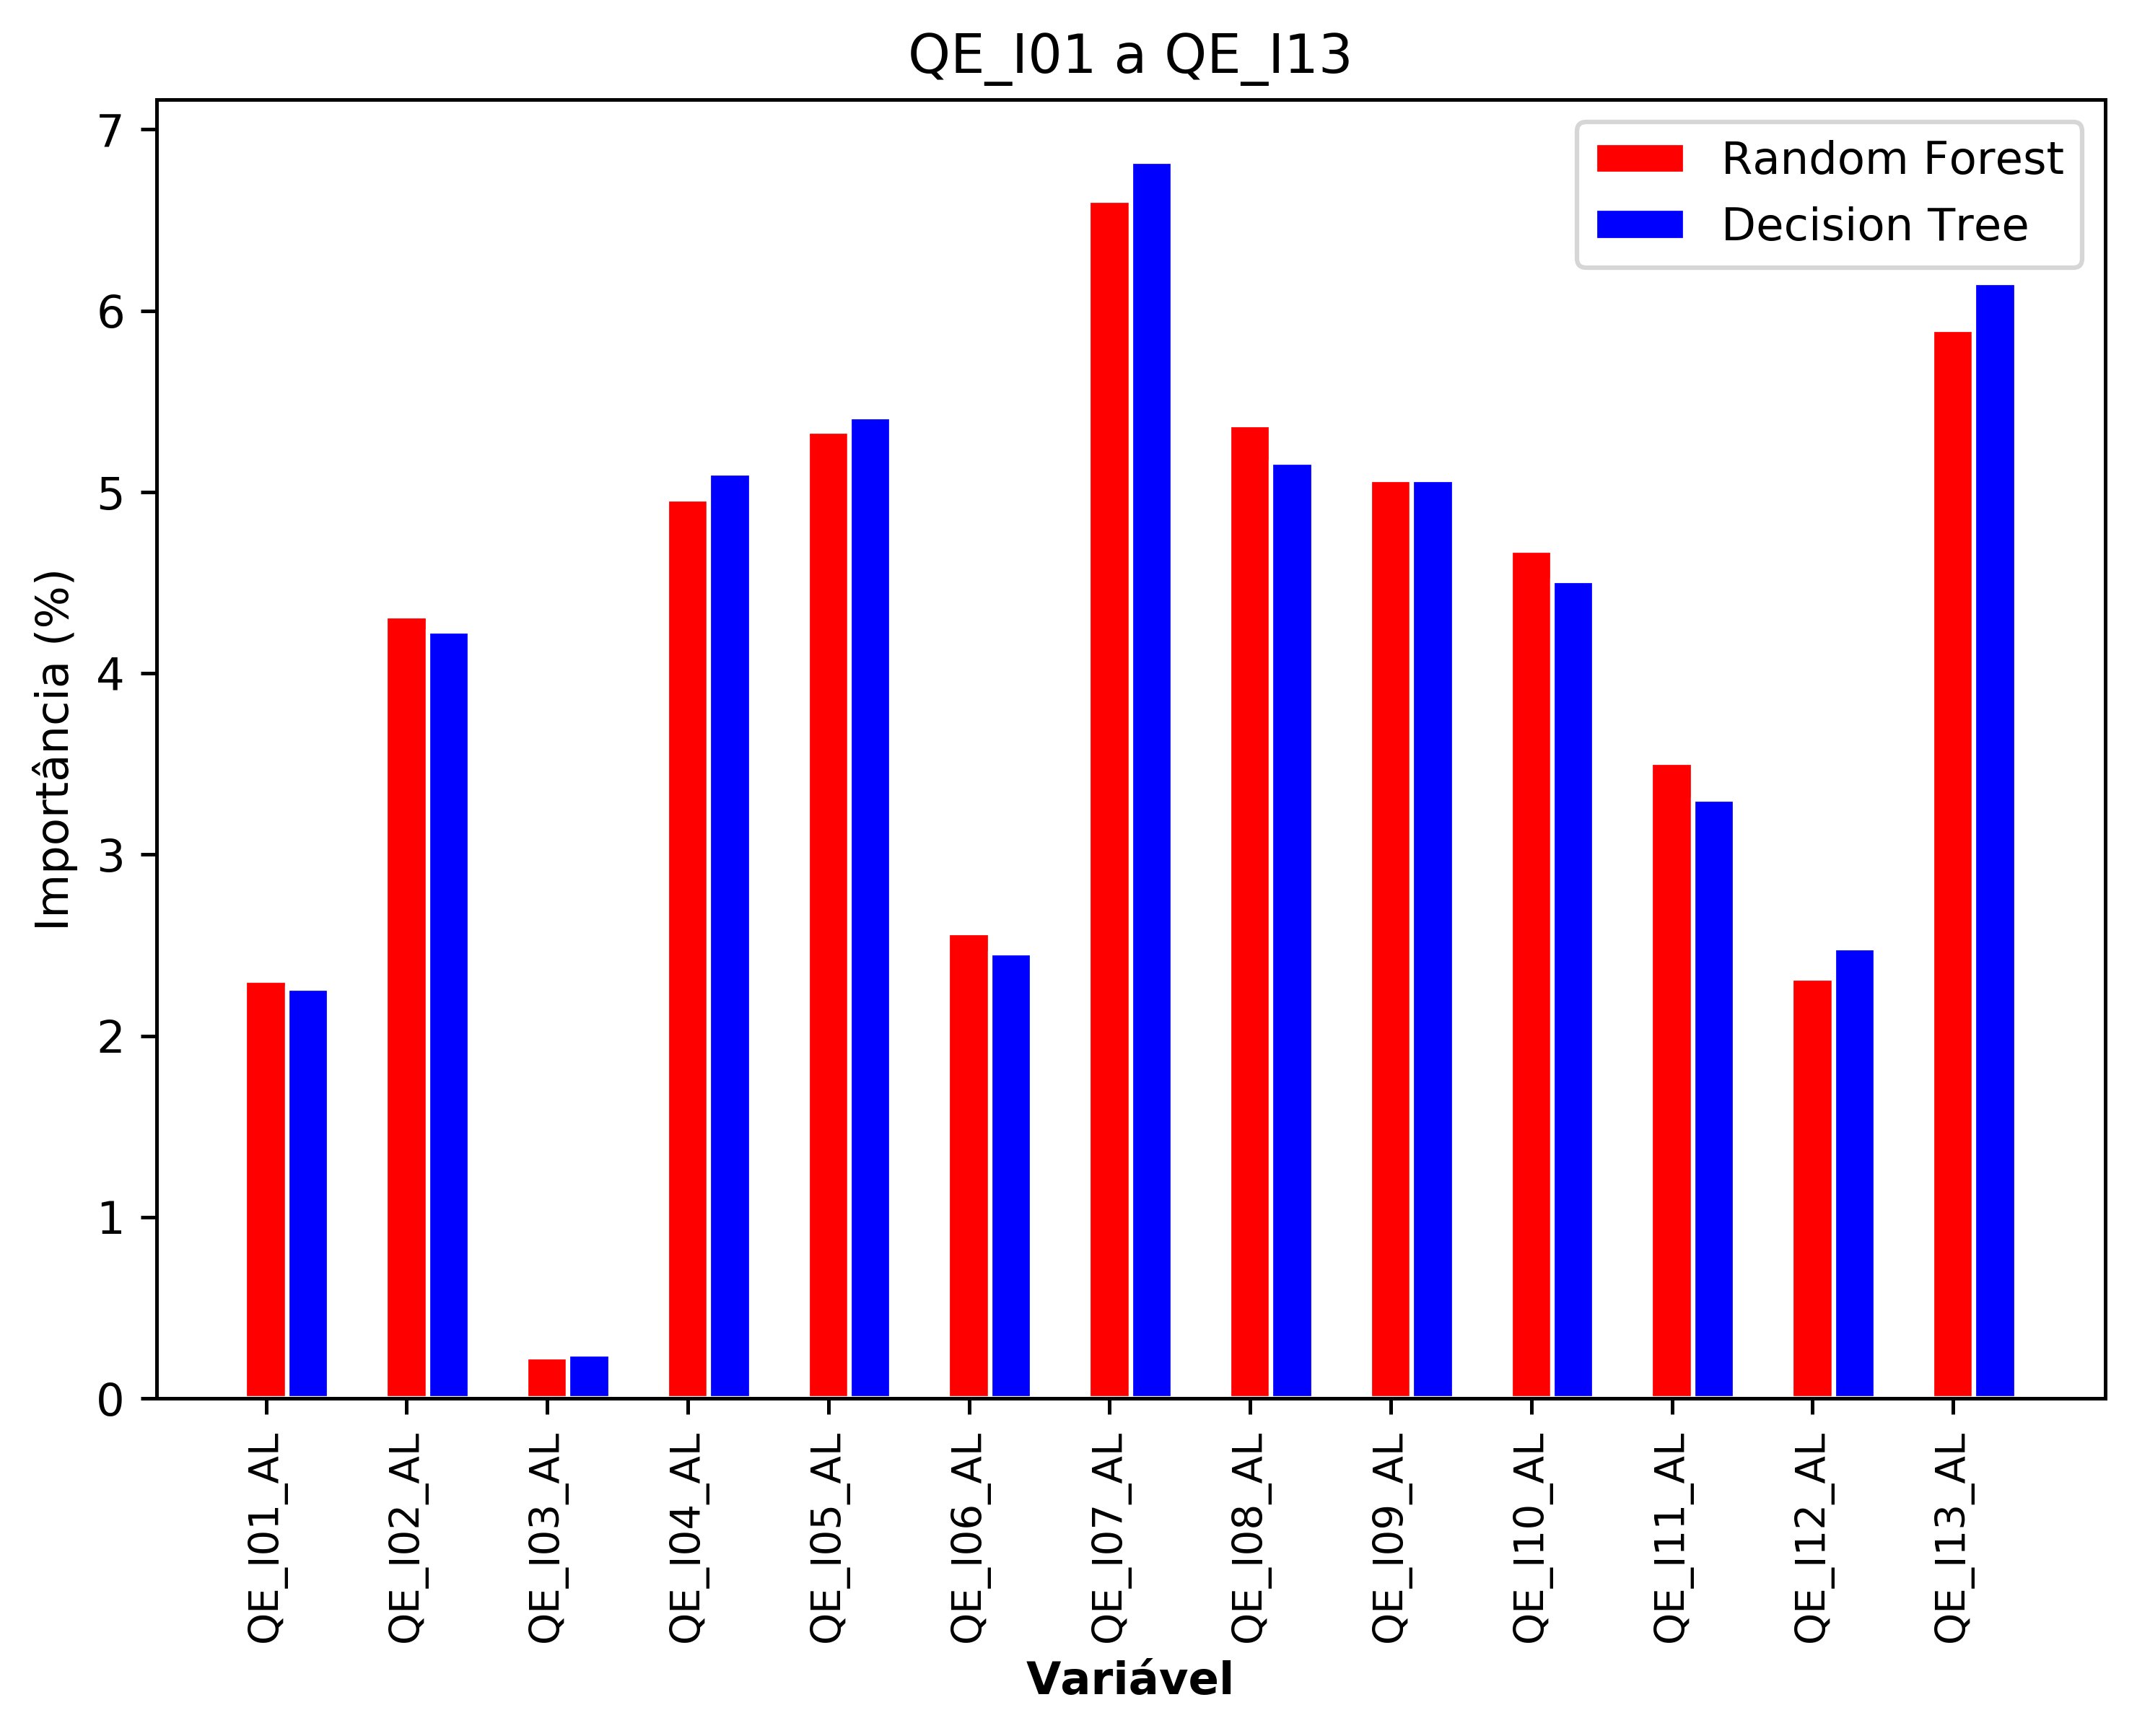 QE_I01 a QE_I13
Random Forest
Decision Tree
Importância (%)
7
6
5
4
3
2
1
0
QE_I01_AL
QE_I02_AL
QE_I03_AL
QE_I04_AL
QE_I05_AL
QE_I06_AL
QE_I07_AL
QE_I08_AL
QE_I09_AL
QE_I10_AL
QE_I11_AL
QE_I12_AL
QE_I13_AL
Variável